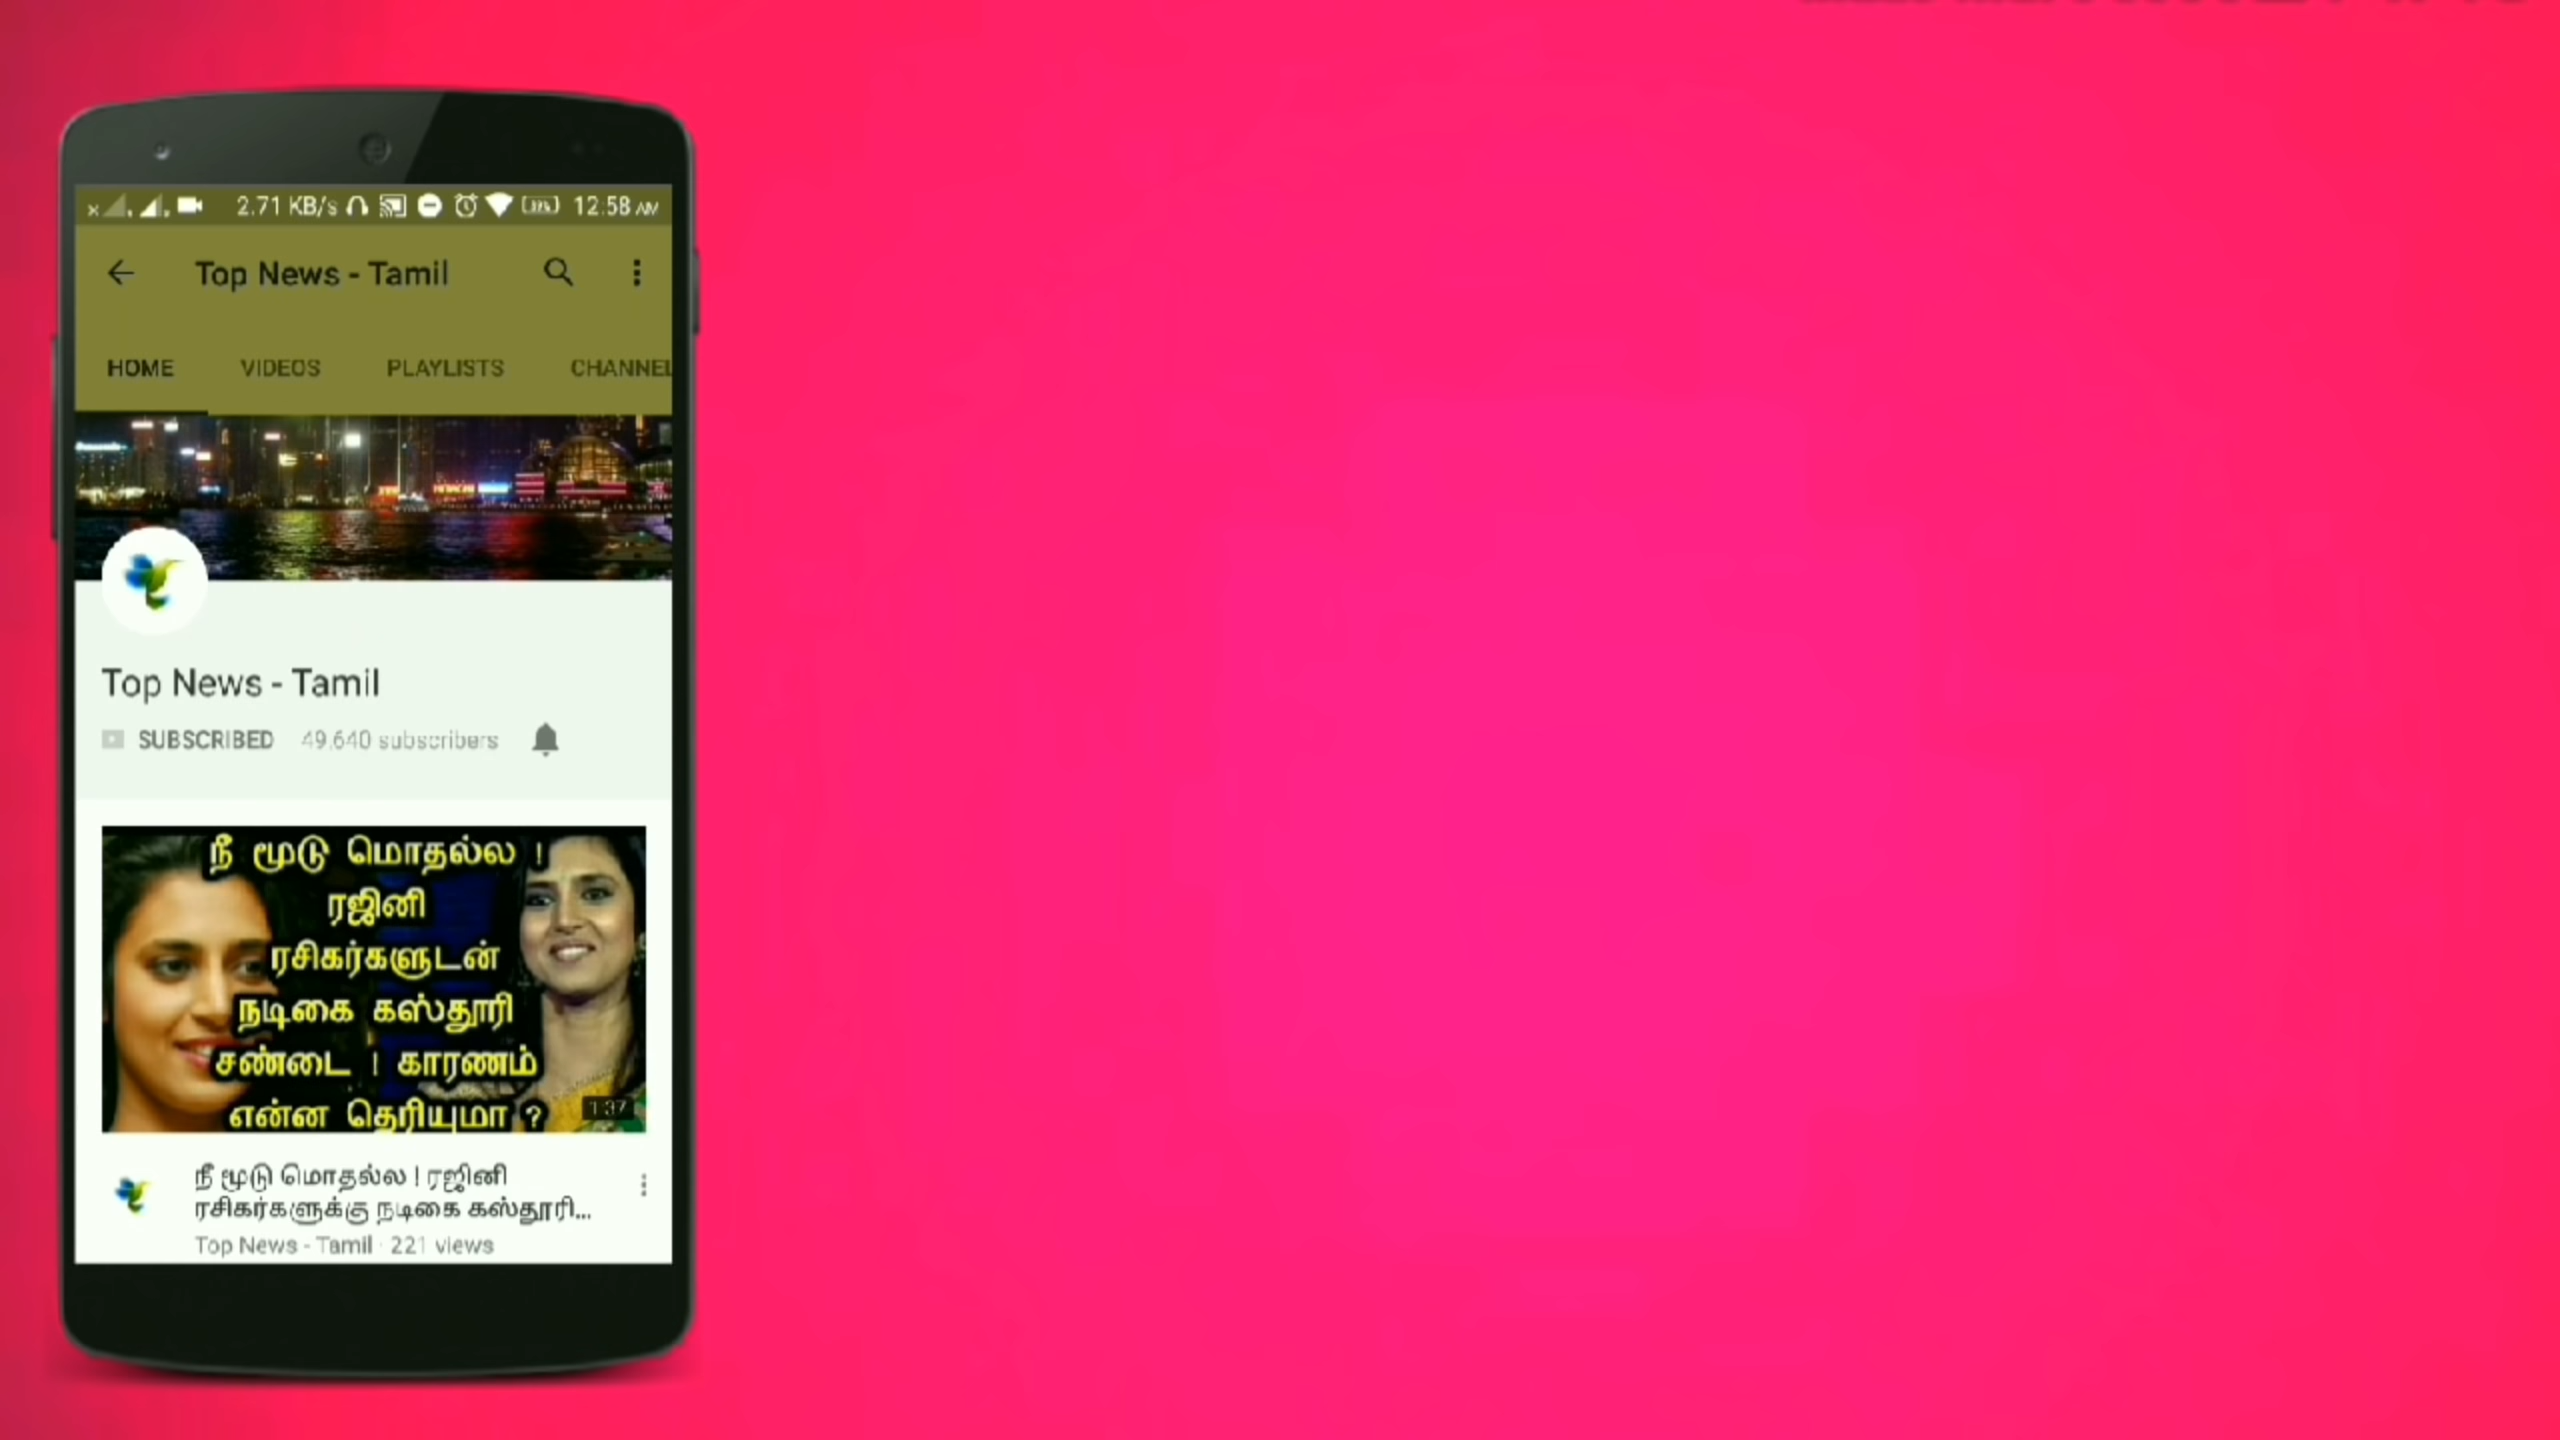 2.71 KB/s 12:58 AM
Top News - Tamil
HOME VIDEOS PLAYLISTS CHANNEL
Top News - Tamil
SUBSCRIBED 49,640 subscribers
நீ மூடு மொதல்ல !
ரஜினி
ரசிகர்களுடன்
நடிகை கஸ்தூரி
சண்டை ! காரணம்
என்ன தெரியுமா ?
1:37
நீ மூடு மொதல்ல ! ரஜினி
ரசிகர்களுக்கு நடிகை கஸ்தூரி...
Top News - Tamil · 221 views